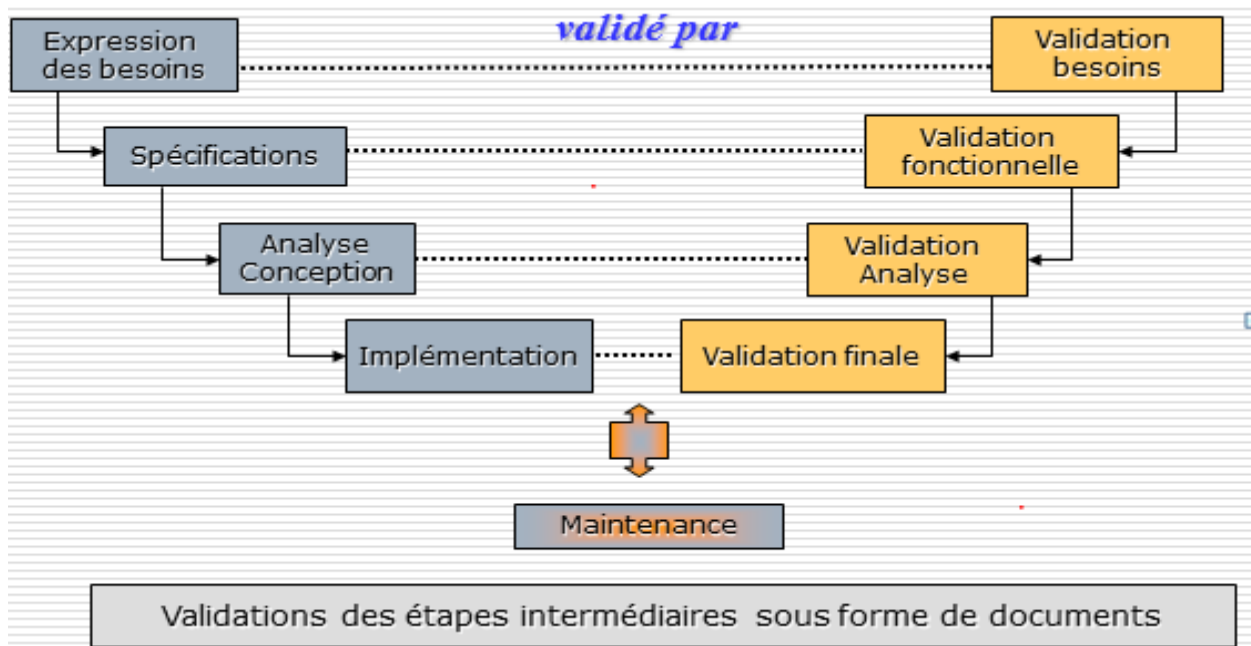 validé par
Expression
des besoins
Validation
besoins
Spécifications
Validation
fonctionnelle
Analyse
Conception
Validation
Analyse
Implémentation
Validation finale
Maintenance
Validations des étapes intermédiaires sous forme de documents